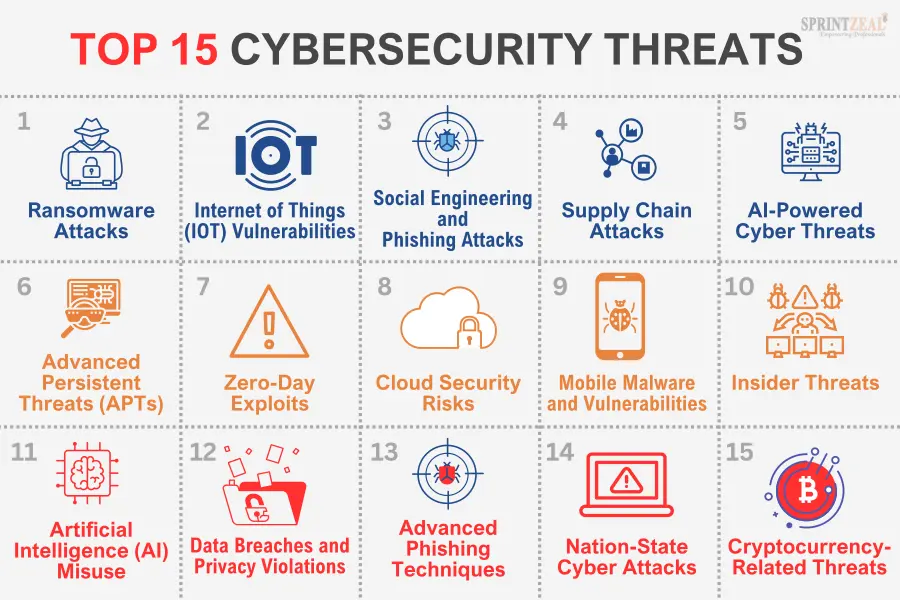 SPRINTZEAL
Empowering Professionals
TOP 15 CYBERSECURITY THREATS
1
Ransomware
Attacks
2
IOT
Internet of Things
(IOT) Vulnerabilities
3
Social Engineering
and
Phishing Attacks
4
Supply Chain
Attacks
5
AI-Powered
Cyber Threats
6
Advanced
Persistent
Threats (APTs)
7
Zero-Day
Exploits
8
Cloud Security
Risks
9
Mobile Malware
and Vulnerabilities
10
Insider Threats
11
Artificial
Intelligence (AI)
Misuse
12
Data Breaches and
Privacy Violations
13
Advanced
Phishing
Techniques
14
Nation-State
Cyber Attacks
15
Cryptocurrency-
Related Threats